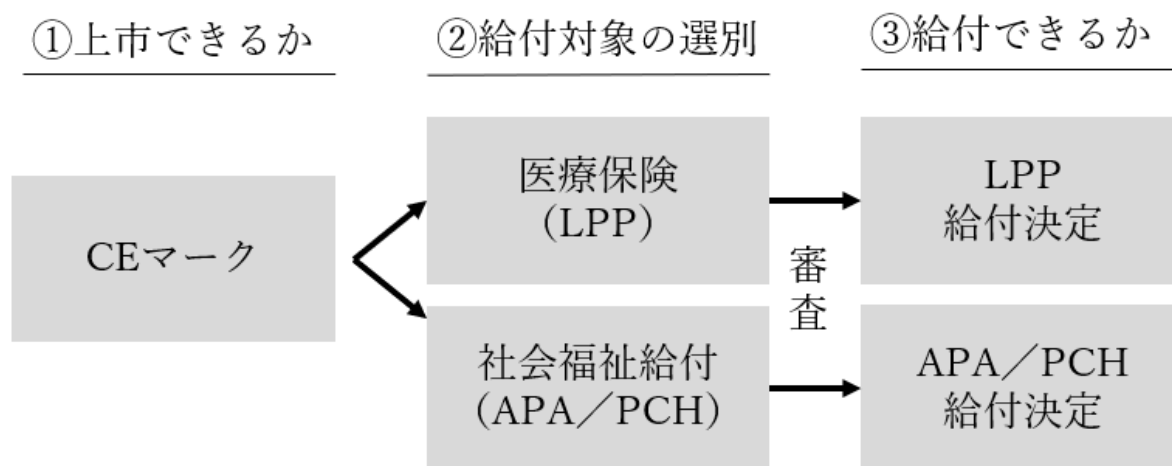 ①上市できるか
②給付対象の選別
③給付できるか
CEマーク
医療保険
(LPP)
社会福祉給付
(APA／PCH)
審
査
LPP
給付決定
APA／PCH
給付決定